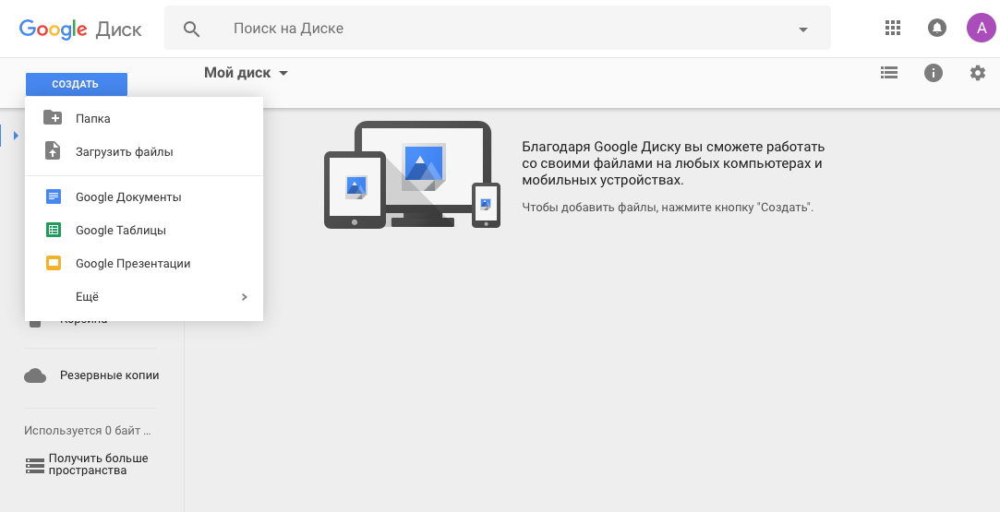 Google Диск
Поиск на Диске
A
СОЗДАТЬ
Мой диск
Папка
Загрузить файлы
Google Документы
Google Таблицы
Google Презентации
Ещё
Благодаря Google Диску вы сможете работать
со своими файлами на любых компьютерах и
мобильных устройствах.
Чтобы добавить файлы, нажмите кнопку "Создать".
Корзина
Резервные копии
Используется 0 байт ...
Получить больше
пространства